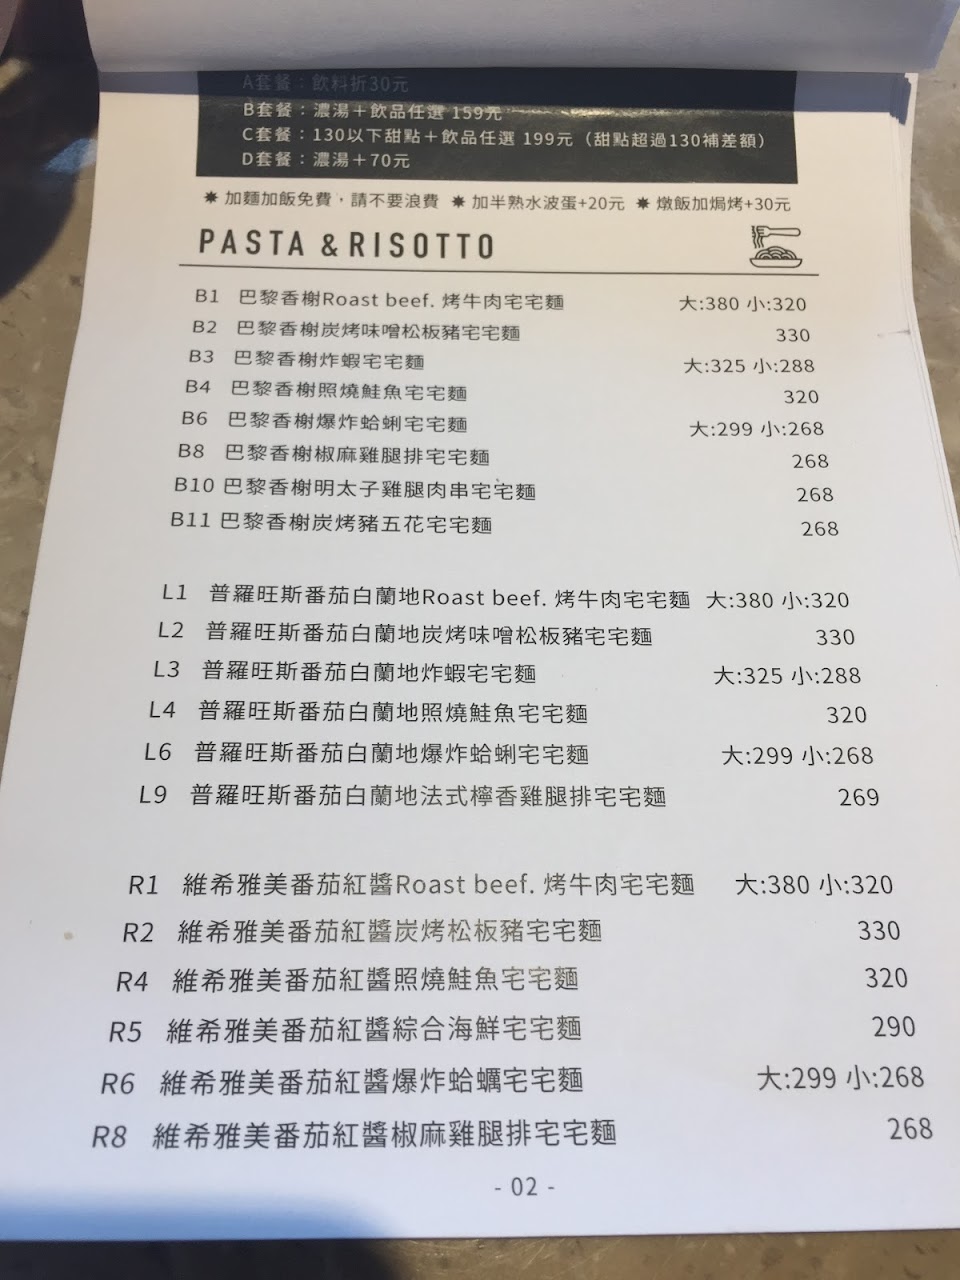 A套餐：飲料折30元
B套餐：濃湯＋飲品任選 159元
C套餐：130以下甜點＋飲品任選 199元（甜點超過130補差額）
D套餐：濃湯＋70元
✷ 加麵加飯免費，請不要浪費 ✷ 加半熟水波蛋+20元 ✷ 燉飯加焗烤+30元
PASTA & RISOTTO
B1 巴黎香榭Roast beef. 烤牛肉宅宅麵 大:380 小:320
B2 巴黎香榭炭烤味噌松板豬宅宅麵 330
B3 巴黎香榭炸蝦宅宅麵 大:325 小:288
B4 巴黎香榭照燒鮭魚宅宅麵 320
B6 巴黎香榭爆炸蛤蜊宅宅麵 大:299 小:268
B8 巴黎香榭椒麻雞腿排宅宅麵 268
B10 巴黎香榭明太子雞腿肉串宅宅麵 268
B11 巴黎香榭炭烤豬五花宅宅麵 268
L1 普羅旺斯番茄白蘭地Roast beef. 烤牛肉宅宅麵 大:380 小:320
L2 普羅旺斯番茄白蘭地炭烤味噌松板豬宅宅麵 330
L3 普羅旺斯番茄白蘭地炸蝦宅宅麵 大:325 小:288
L4 普羅旺斯番茄白蘭地照燒鮭魚宅宅麵 320
L6 普羅旺斯番茄白蘭地爆炸蛤蜊宅宅麵 大:299 小:268
L9 普羅旺斯番茄白蘭地法式檸香雞腿排宅宅麵 269
R1 維希雅美番茄紅醬Roast beef. 烤牛肉宅宅麵 大:380 小:320
R2 維希雅美番茄紅醬炭烤松板豬宅宅麵 330
R4 維希雅美番茄紅醬照燒鮭魚宅宅麵 320
R5 維希雅美番茄紅醬綜合海鮮宅宅麵 290
R6 維希雅美番茄紅醬爆炸蛤蠣宅宅麵 大:299 小:268
R8 維希雅美番茄紅醬椒麻雞腿排宅宅麵 268
- 02 -